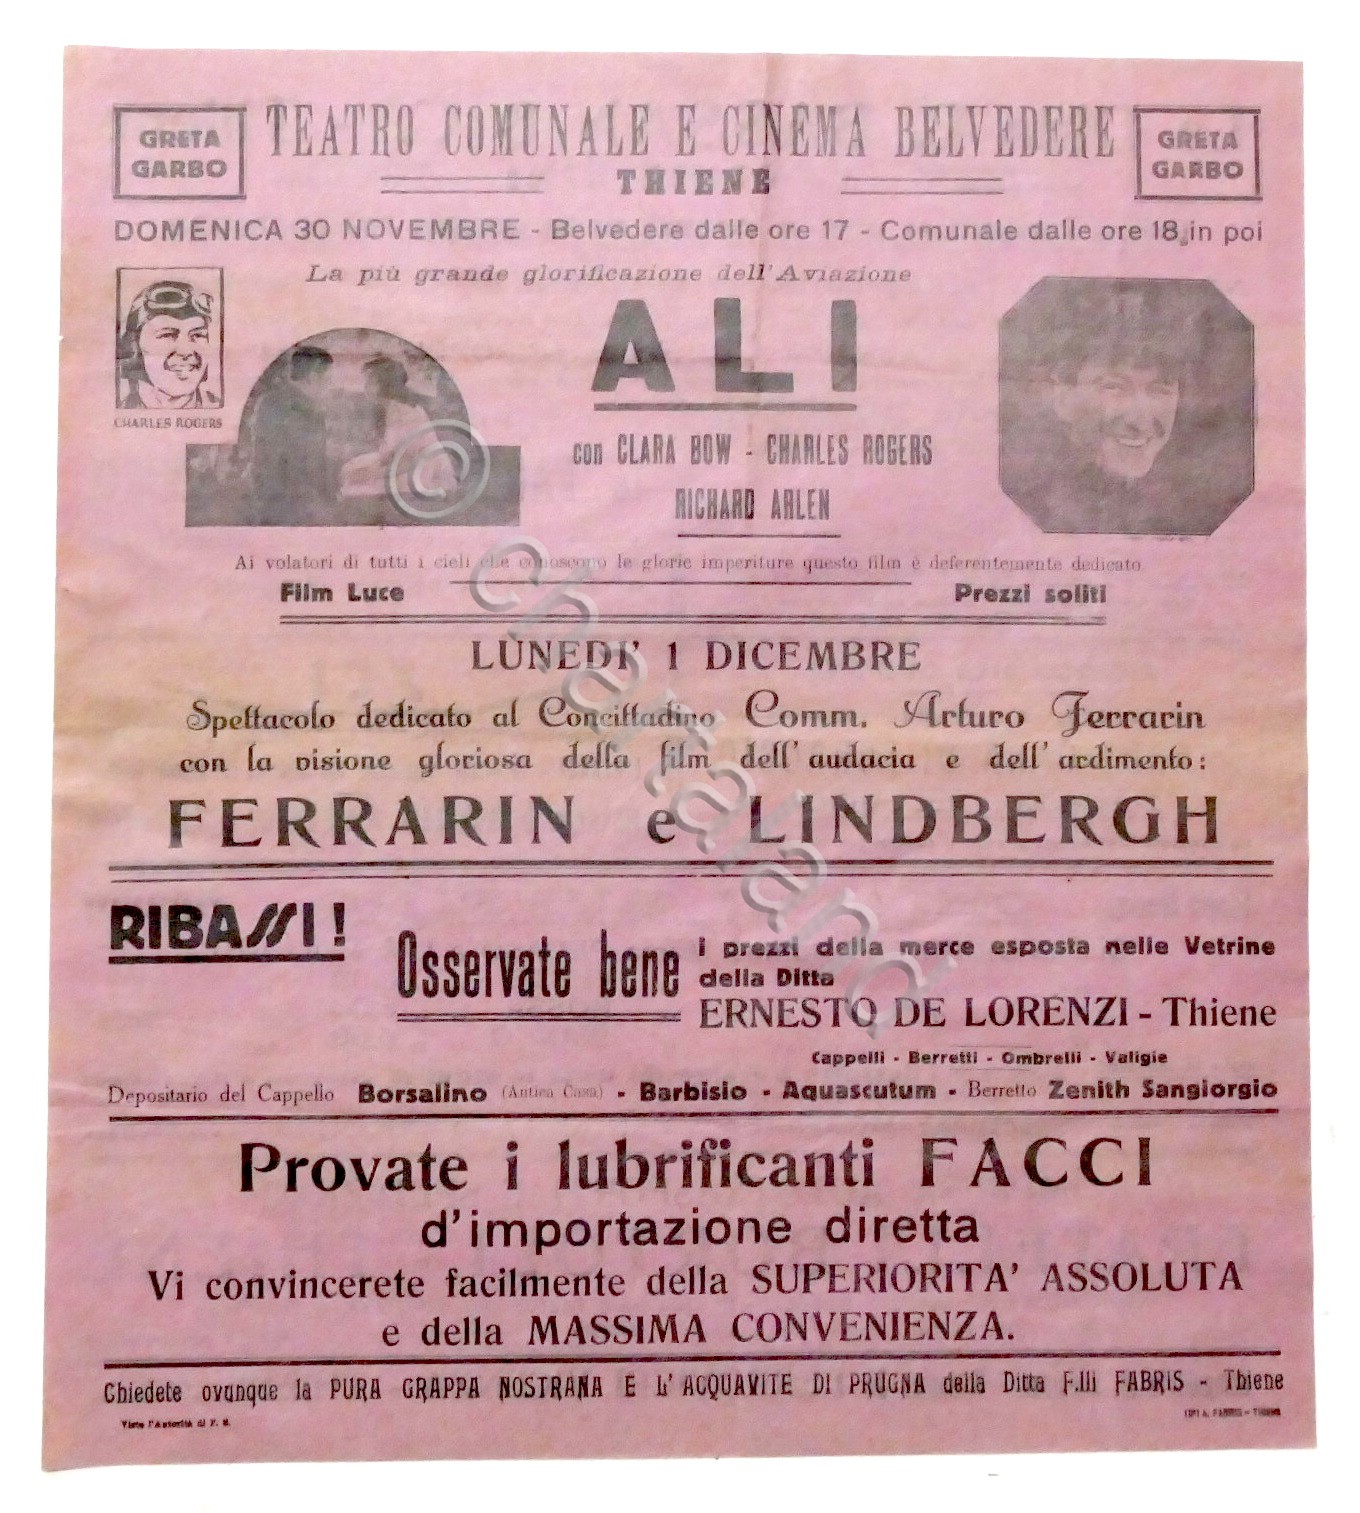 GRETA GARBO
TEATRO COMUNALE E CINEMA BELVEDERE
GRETA GARBO
THIENE
DOMENICA 30 NOVEMBRE - Belvedere dalle ore 17 - Comunale dalle ore 18 in poi
La più grande glorificazione dell'Aviazione
ALI
CHARLES ROGERS
con CLARA BOW - CHARLES ROGERS
RICHARD ARLEN
Ai volatori di tutti i cieli che conoscono le glorie imperiture questo film è deferentemente dedicato
Film Luce
Prezzi soliti
LUNEDI' 1 DICEMBRE
Spettacolo dedicato al Concittadino Comm. Arturo Ferrarin
con la visione gloriosa della film dell'audacia e dell'ardimento:
FERRARIN e LINDBERGH
RIBASSI!
Osservate bene
i prezzi della merce esposta nelle Vetrine
della Ditta
ERNESTO DE LORENZI - Thiene
Cappelli - Berretti - Ombrelli - Valigie
Depositario del Cappello Borsalino (Antica Casa) - Barbisio - Aquascutum - Berretto Zenith Sangiorgio
Provate i lubrificanti FACCI
d'importazione diretta
Vi convincerete facilmente della SUPERIORITA' ASSOLUTA
e della MASSIMA CONVENIENZA.
Chiedete ovunque la PURA GRAPPA NOSTRANA E L'ACQUAVITE DI PRUGNA della Ditta F.lli FABRIS - Thiene
Visto l'Autorità di P. S.
© chartaland